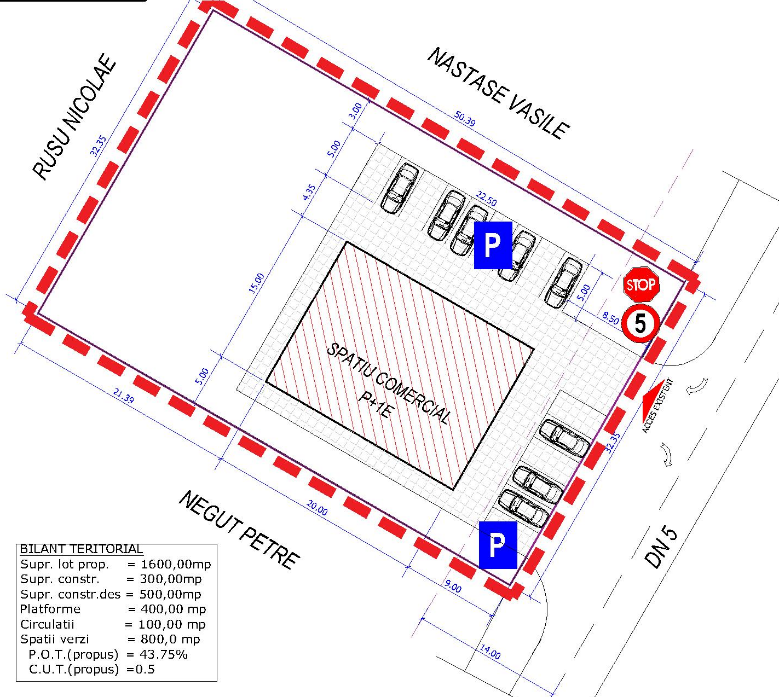 NASTASE VASILE
RUSU NICOLAE
50.39
32.35
3.00
5.00
4.35
22.50
P
STOP
5
5.00
8.50
15.00
SPATIU COMERCIAL
P+1E
ACCES EXISTENT
5.00
21.39
32.35
20.00
NEGUT PETRE
P
DN 5
9.00
14.00
BILANT TERITORIAL
Supr. lot prop. = 1600,00mp
Supr. constr. = 300,00mp
Supr. constr.des = 500,00mp
Platforme = 400,00 mp
Circulatii = 100,00 mp
Spatii verzi = 800,0 mp
P.O.T.(propus) = 43.75%
C.U.T.(propus) =0.5